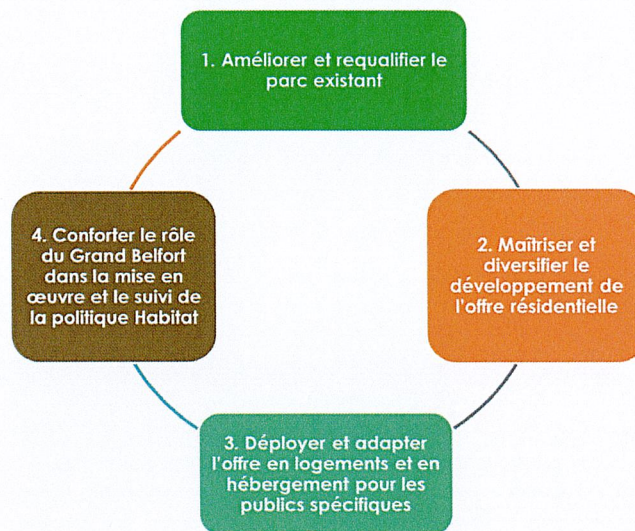 1. Améliorer et requalifier le
parc existant
2. Maîtriser et
diversifier le
développement de
l'offre résidentielle
3. Déployer et adapter
l'offre en logements et en
hébergement pour les
publics spécifiques
4. Conforter le rôle
du Grand Belfort
dans la mise en
œuvre et le suivi de
la politique Habitat